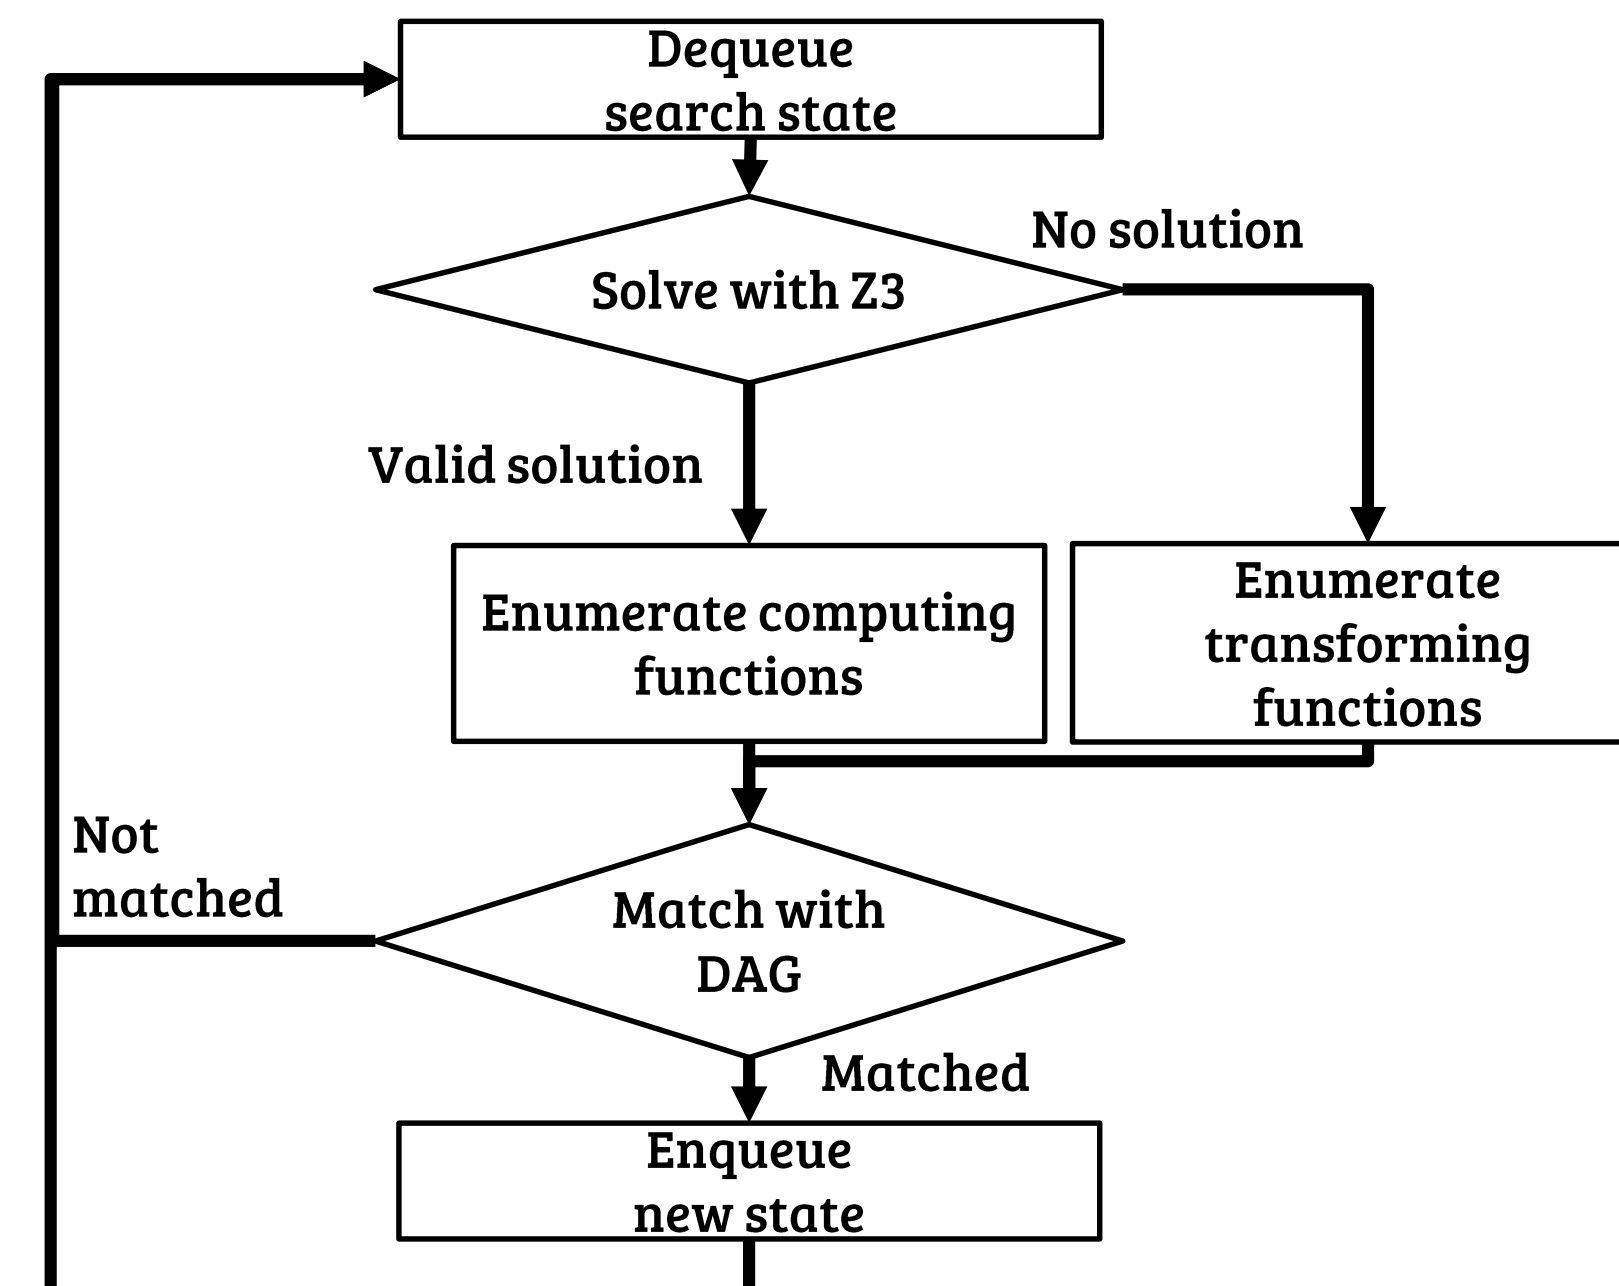 Dequeue
search state
No solution
Solve with Z3
Valid solution
Enumerate computing
functions
Enumerate
transforming
functions
Not
matched
Match with
DAG
Matched
Enqueue
new state